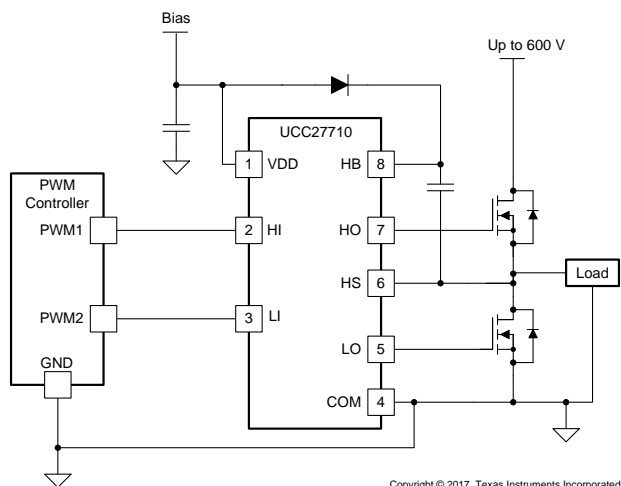 Bias
Up to 600 V
UCC27710
1 VDD
HB 8
PWM
Controller
PWM1
2 HI
HO 7
HS 6
Load
PWM2
3 LI
LO 5
GND
COM 4
Copyright © 2017, Texas Instruments Incorporated